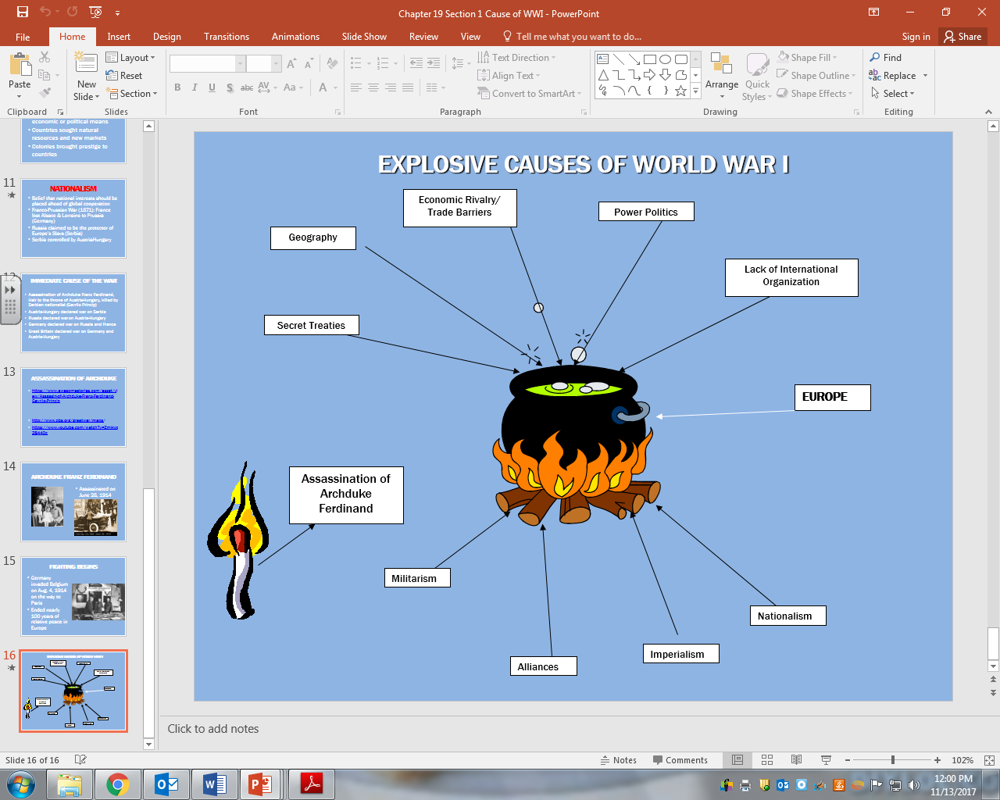 Chapter 19 Section 1 Cause of WWI - PowerPoint
File
Home
Insert
Design
Transitions
Animations
Slide Show
Review
View
Tell me what you want to do...
Sign in
Share
Paste
Clipboard
New
Slide
Layout
Reset
Section
Slides
B I U S abc AV Aa A
Font
Text Direction
Align Text
Convert to SmartArt
Paragraph
Arrange
Quick
Styles
Shape Fill
Shape Outline
Shape Effects
Drawing
Find
Replace
Select
Editing
economic or political means
• Countries sought natural
resources and new markets
• Colonies brought prestige to
countries
11
NATIONALISM
• Belief that national interests should be
placed ahead of global cooperation
• Franco-Prussian War (1871): France
lost Alsace & Lorraine to Prussia
(Germany)
• Russia claimed to be the protector of
Europe's Slavs (Serbia)
• Serbia controlled by Austria-Hungary
12
IMMEDIATE CAUSE OF THE WAR
• Assassination of Archduke Franz Ferdinand,
Heir to the throne of Austria-Hungary, killed by
Serbian nationalist (Gavrilo Princip)
• Austria-Hungary declared war on Serbia
• Russia declared war on Austria-Hungary
• Germany declared war on Russia and France
• Great Britain declared war on Germany and
Austria-Hungary
13
ASSASSINATION OF ARCHDUKE
14
ARCHDUKE FRANZ FERDINAND
• Assassinated on
June 28, 1914
15
FIGHTING BEGINS
• Germany
invaded Belgium
on Aug. 4, 1914
on the way to
Paris
• Ended nearly
100 years of
relative peace in
Europe
16
EXPLOSIVE CAUSES OF WORLD WAR I
Economic Rivalry/
Trade Barriers
Power Politics
Geography
Lack of International
Organization
Secret Treaties
EUROPE
Assassination of
Archduke
Ferdinand
Militarism
Nationalism
Imperialism
Alliances
Click to add notes
Slide 16 of 16
Notes
Comments
102%
12:00 PM
11/13/2017